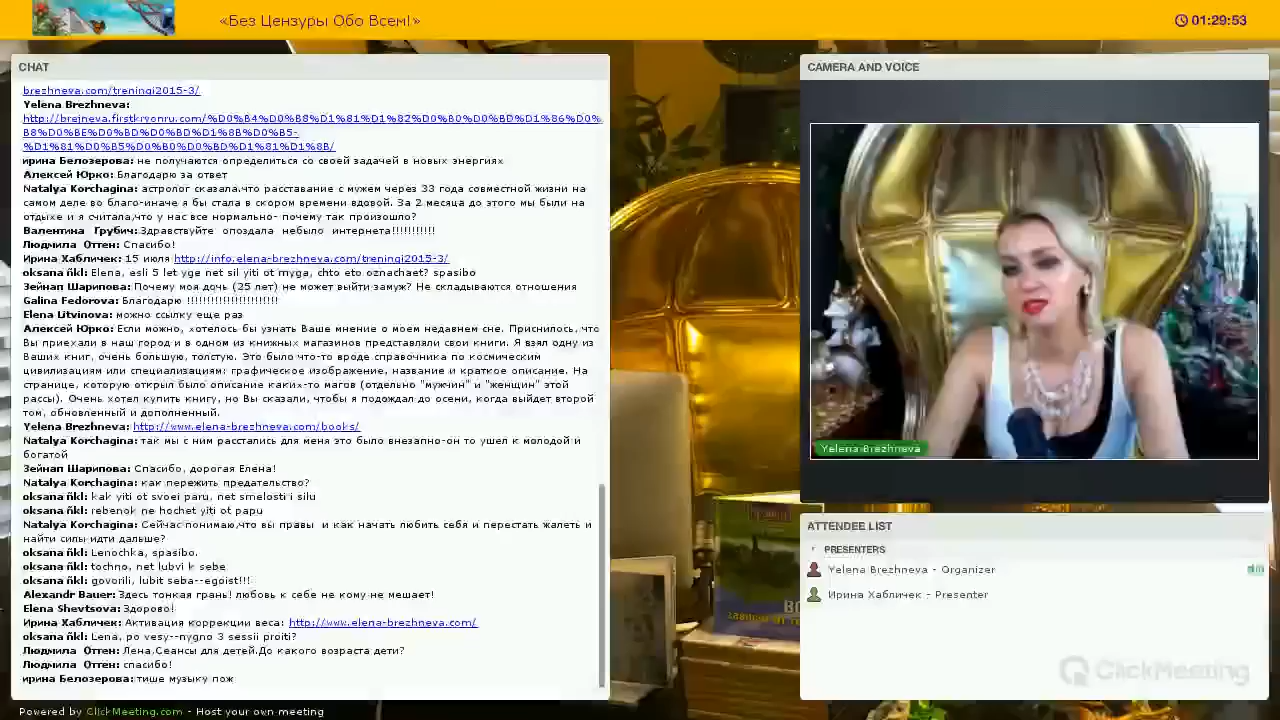 «Без Цензуры Обо Всем!»
01:29:53
CHAT
brezhneva.com/treningi2015-3/
Yelena Brezhneva:
http://brejneva.firstkryonru.com/%D0%B4%D0%B8%D1%81%D1%82%D0%B0%D0%BD%D1%86%D0%
B8%D0%BE%D0%BD%D0%BD%D1%8B%D0%B5-
%D1%81%D0%B5%D0%B0%D0%BD%D1%81%D1%8B/
ирина Белозерова: не получаются определиться со своей задачей в новых энергиях
Алексей Юрко: Благодарю за ответ
Natalya Korchagina: астролог сказала.что расставание с мужем через 33 года совместной жизни на
самом деле во благо-иначе я бы стала в скором времени вдовой. За 2 месяца до этого мы были на
отдыхе и я считала,что у нас все нормально- почему так произошло?
Валентина Грубич: Здравствуйте опоздала небыло интернета!!!!!!!!!!!
Людмила Оттен: Спасибо!
Ирина Хабличек: 15 июля http://info.elena-brezhneva.com/treningi2015-3/
oksana ñkl: Elena, esli 5 let yge net sil yiti ot myga, chto eto oznachaet? spasibo
Зейнап Шарипова: Почему моя дочь (25 лет) не может выйти замуж? Не складываются отношения
Galina Fedorova: Благодарю !!!!!!!!!!!!!!!!!!!!!!!
Elena Litvinova: можно ссылку еще раз
Алексей Юрко: Если можно, хотелось бы узнать Ваше мнение о моем недавнем сне. Приснилось, что
Вы приехали в наш город и в одном из книжных магазинов представляли свои книги. Я взял одну из
Ваших книг, очень большую, толстую. Это было что-то вроде справочника по космическим
цивилизациям или специализациям: графическое изображение, название и краткое описание. На
странице, которую открыл было описание каких-то магов (отдельно "мужчин" и "женщин" этой
рассы). Очень хотел купить книгу, но Вы сказали, чтобы я подождал до осени, когда выйдет второй
том, обновленный и дополненный.
Yelena Brezhneva: http://www.elena-brezhneva.com/books/
Natalya Korchagina: так мы с ним расстались для меня это было внезапно-он то ушел к молодой и
богатой
Зейнап Шарипова: Спасибо, дорогая Елена!
Natalya Korchagina: как пережить предательство?
oksana ñkl: kak yiti ot svoei paru, net smelosti i silu
oksana ñkl: rebenok ne hochet yiti ot papu
Natalya Korchagina: Сейчас понимаю,что вы правы и как начать любить себя и перестать жалеть и
найти силы идти дальше?
oksana ñkl: Lenochka, spasibo.
oksana ñkl: tochno, net lubvi k sebe
oksana ñkl: govorili, lubit seba--egoist!!!
Alexandr Bauer: Здесь тонкая грань! любовь к себе не кому не мешает!
Elena Shevtsova: Здорово!
Ирина Хабличек: Активация коррекции веса: http://www.elena-brezhneva.com/
oksana ñkl: Lena, po vesy--nygno 3 sessii proiti?
Людмила Оттен: Лена,Сеансы для детей.До какого возраста дети?
Людмила Оттен: спасибо!
ирина Белозерова: тише музыку пож
Powered by ClickMeeting.com - Host your own meeting
CAMERA AND VOICE
Yelena Brezhneva
ATTENDEE LIST
PRESENTERS
Yelena Brezhneva - Organizer
Ирина Хабличек - Presenter
ClickMeeting